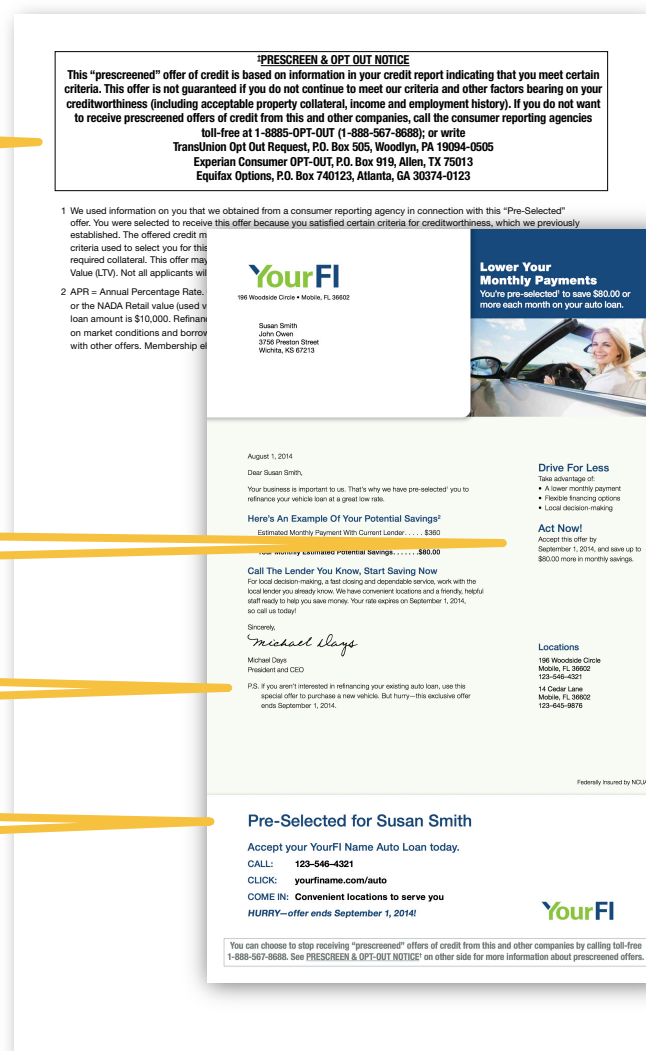 ‡PRESCREEN & OPT OUT NOTICE
This “prescreened” offer of credit is based on information in your credit report indicating that you meet certain
criteria. This offer is not guaranteed if you do not continue to meet our criteria and other factors bearing on your
creditworthiness (including acceptable property collateral, income and employment history). If you do not want
to receive prescreened offers of credit from this and other companies, call the consumer reporting agencies
toll-free at 1-8885-OPT-OUT (1-888-567-8688); or write
TransUnion Opt Out Request, P.O. Box 505, Woodlyn, PA 19094-0505
Experian Consumer OPT-OUT, P.O. Box 919, Allen, TX 75013
Equifax Options, P.O. Box 740123, Atlanta, GA 30374-0123
1 We used information on you that we obtained from a consumer reporting agency in connection with this “Pre-Selected”
offer. You were selected to receive this offer because you satisfied certain criteria for creditworthiness, which we previously
established. The offered credit m
criteria used to select you for this
required collateral. This offer may
Value (LTV). Not all applicants wil
2 APR = Annual Percentage Rate.
or the NADA Retail value (used v
loan amount is $10,000. Refinanc
on market conditions and borrow
with other offers. Membership el
YourFI
196 Woodside Circle • Mobile, FL 36602
Susan Smith
John Owen
3756 Preston Street
Wichita, KS 67213
Lower Your
Monthly Payments
You're pre-selected¹ to save $80.00 or
more each month on your auto loan.
August 1, 2014
Dear Susan Smith,
Your business is important to us. That's why we have pre-selected¹ you to
refinance your vehicle loan at a great low rate.
Here's An Example Of Your Potential Savings²
Estimated Monthly Payment With Current Lender. . . . . $360
Your Monthly Estimated Potential Savings. . . . . . .$80.00
Call The Lender You Know, Start Saving Now
For local decision-making, a fast closing and dependable service, work with the
local lender you already know. We have convenient locations and a friendly, helpful
staff ready to help you save money. Your rate expires on September 1, 2014,
so call us today!
Sincerely,
Michael Days
Michael Days
President and CEO
P.S. If you aren't interested in refinancing your existing auto loan, use this
special offer to purchase a new vehicle. But hurry—this exclusive offer
ends September 1, 2014.
Drive For Less
Take advantage of:
• A lower monthly payment
• Flexible financing options
• Local decision-making
Act Now!
Accept this offer by
September 1, 2014, and save up to
$80.00 more in monthly savings.
Locations
196 Woodside Circle
Mobile, FL 36602
123–546–4321
14 Cedar Lane
Mobile, FL 36602
123–645–9876
Federally Insured by NCUA
Pre-Selected for Susan Smith
Accept your YourFI Name Auto Loan today.
CALL: 123–546–4321
CLICK: yourfiname.com/auto
COME IN: Convenient locations to serve you
HURRY—offer ends September 1, 2014!
YourFI
You can choose to stop receiving “prescreened” offers of credit from this and other companies by calling toll-free
1-888-567-8688. See PRESCREEN & OPT-OUT NOTICE‡ on other side for more information about prescreened offers.